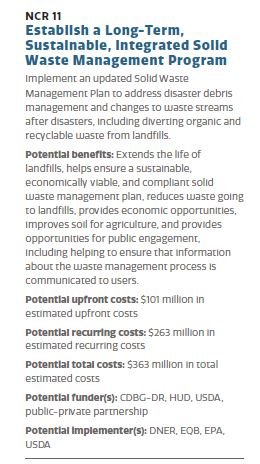 NCR 11
Establish a Long-Term,
Sustainable, Integrated Solid
Waste Management Program
Implement an updated Solid Waste
Management Plan to address disaster debris
management and changes to waste streams
after disasters, including diverting organic and
recyclable waste from landfills.
Potential benefits: Extends the life of
landfills, helps ensure a sustainable,
economically viable, and compliant solid
waste management plan, reduces waste going
to landfills, provides economic opportunities,
improves soil for agriculture, and provides
opportunities for public engagement,
including helping to ensure that information
about the waste management process is
communicated to users.
Potential upfront costs: $101 million in
estimated upfront costs
Potential recurring costs: $263 million in
estimated recurring costs
Potential total costs: $363 million in total
estimated costs
Potential funder(s): CDBG-DR, HUD, USDA,
public-private partnership
Potential implementer(s): DNER, EQB, EPA,
USDA